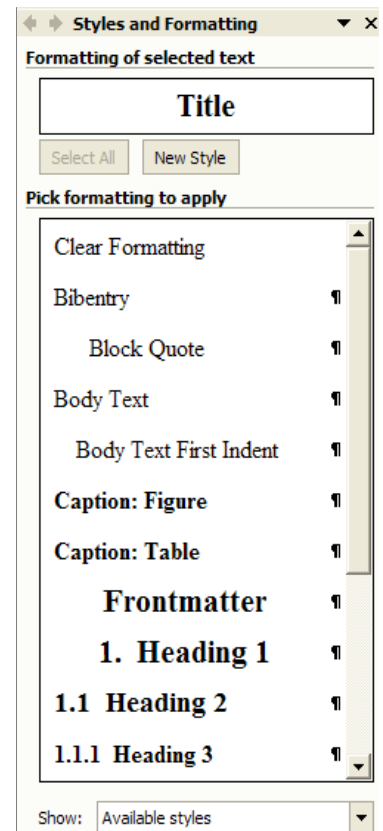 Styles and Formatting
Formatting of selected text
Title
Select All New Style
Pick formatting to apply
Clear Formatting
Bibentry ¶
Block Quote ¶
Body Text ¶
Body Text First Indent ¶
Caption: Figure ¶
Caption: Table ¶
Frontmatter ¶
1. Heading 1 ¶
1.1 Heading 2 ¶
1.1.1 Heading 3 ¶
Show: Available styles